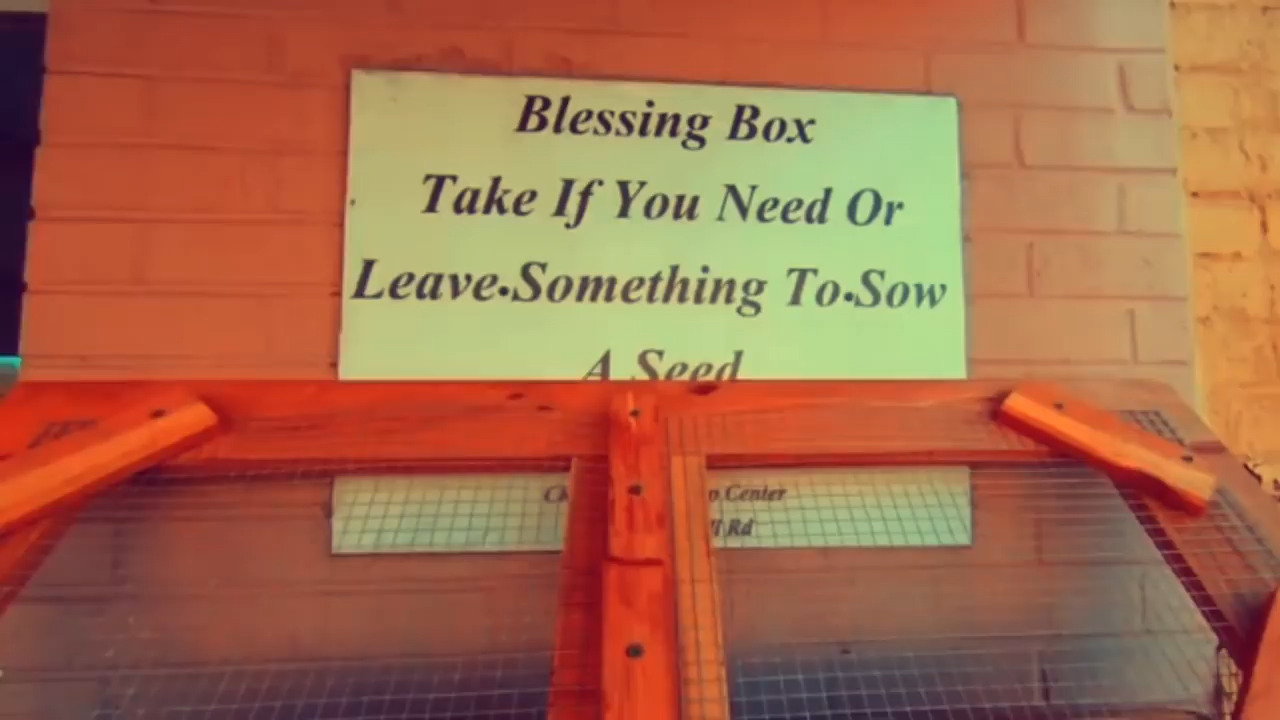 Blessing Box
Take If You Need Or
Leave•Something To•Sow
A Seed
Center
Rd